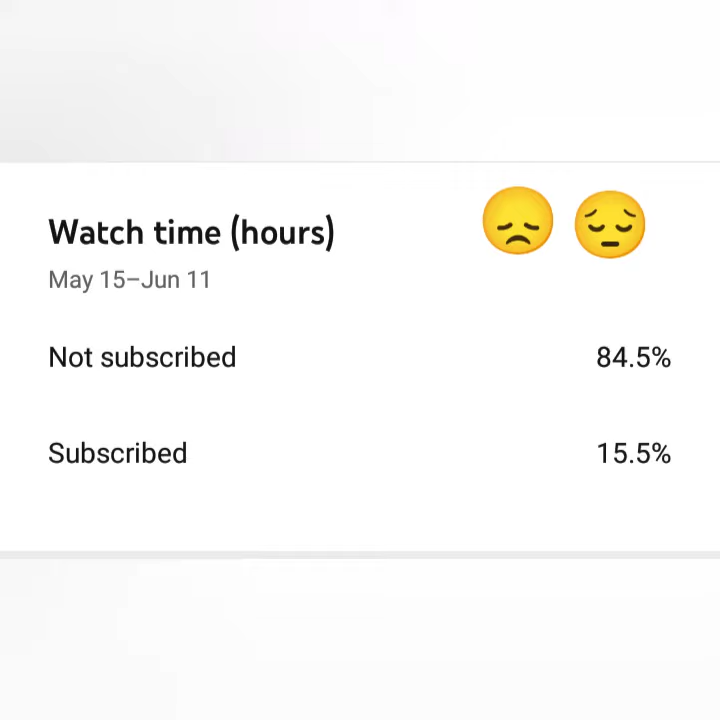 Watch time (hours) 😞 😔
May 15–Jun 11
Not subscribed 84.5%
Subscribed 15.5%